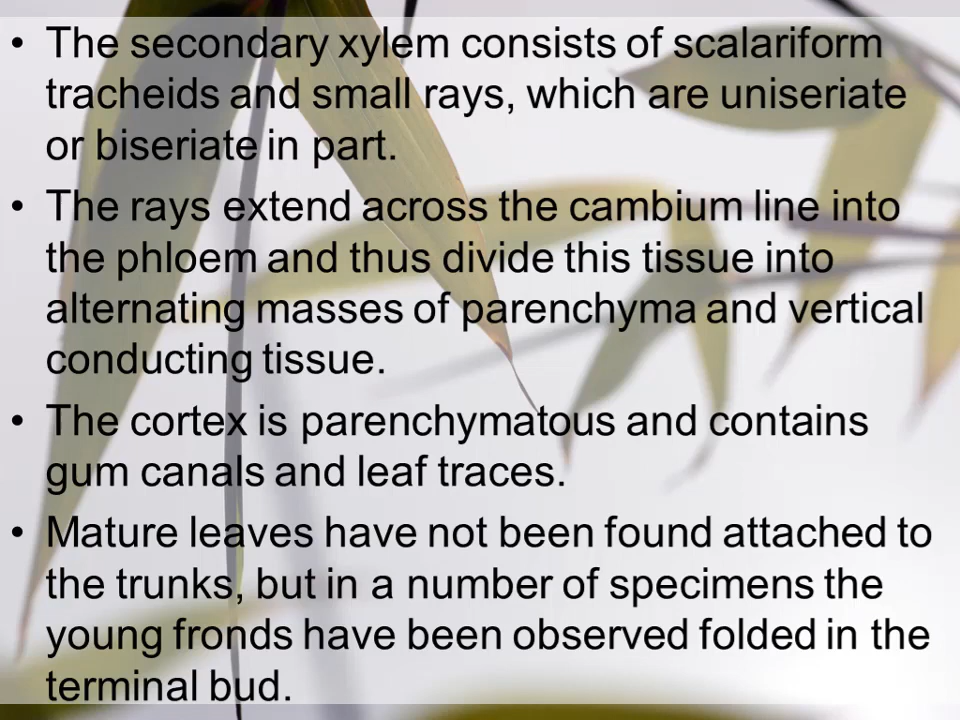 • The secondary xylem consists of scalariform
tracheids and small rays, which are uniseriate
or biseriate in part.
• The rays extend across the cambium line into
the phloem and thus divide this tissue into
alternating masses of parenchyma and vertical
conducting tissue.
• The cortex is parenchymatous and contains
gum canals and leaf traces.
• Mature leaves have not been found attached to
the trunks, but in a number of specimens the
young fronds have been observed folded in the
terminal bud.